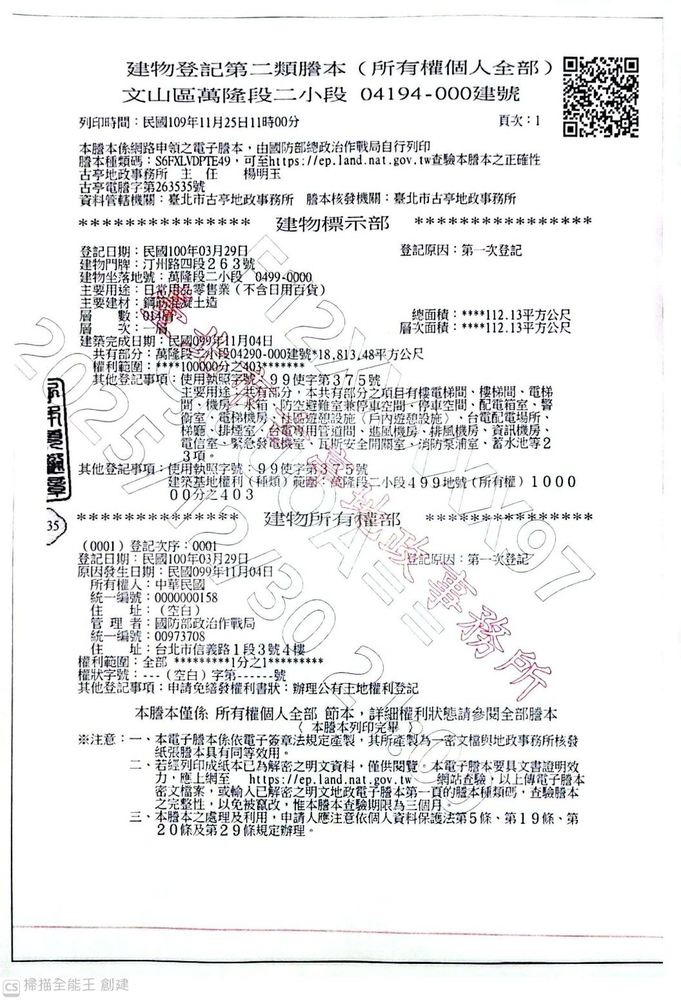 建物登記第二類謄本（所有權個人全部）
文山區萬隆段二小段 04194-000建號
列印時間：民國109年11月25日11時00分
頁次：1
本謄本係網路申領之電子謄本，由國防部總政治作戰局自行列印
謄本種類碼：S6FXLVDPTE49，可至https://ep.land.nat.gov.tw查驗本謄本之正確性
古亭地政事務所 主 任 楊明玉
古亭電謄字第263535號
資料管轄機關：臺北市古亭地政事務所 謄本核發機關：臺北市古亭地政事務所
*************** 建物標示部 ****************
登記日期：民國100年03月29日 登記原因：第一次登記
建物門牌：汀州路四段２６３號
建物坐落地號：萬隆段二小段 0499-0000
主要用途：日常用品零售業（不含日用百貨）
主要建材：鋼筋混凝土造
層 數：014層 總面積：****112.13平方公尺
層 次：一層 層次面積：****112.13平方公尺
建築完成日期：民國099年11月04日
共有部分：萬隆段二小段04290-000建號*18,813.48平方公尺
權利範圍：****100000分之403*******
其他登記事項：使用執照字號：９９使字第３７５號
主要用途：共有部分，本共有部分之項目有樓電梯間、樓梯間、電梯
間、機房、水箱、防空避難室兼停車空間、停車空間、配電箱室、警
衛室、電梯機房、社區遊憩設施（戶內遊憩設施）、台電配電場所、
梯廳、排煙室、台電專用管道間、進風機房、排風機房、資訊機房、
電信室、緊急發電機室、瓦斯安全開關室、消防泵浦室、蓄水池等２
３項。
其他登記事項：使用執照字號：９９使字第３７５號
建築基地權利（種類）範圍：萬隆段二小段４９９地號（所有權）１０００
００分之４０３
************** 建物所有權部 ***************
（0001）登記次序：0001
登記日期：民國100年03月29日 登記原因：第一次登記
原因發生日期：民國099年11月04日
所有權人：中華民國
統一編號：0000000158
住 址：（空白）
管 理 者：國防部政治作戰局
統一編號：00973708
住 址：台北市信義路１段３號４樓
權利範圍：全部 *********1分之1*********
權狀字號：---（空白）字第------號
其他登記事項：申請免繕發權利書狀：辦理公有土地權利登記
本謄本僅係 所有權個人全部 節本，詳細權利狀態請參閱全部謄本
〈 本謄本列印完畢 〉
※注意：一、本電子謄本係依電子簽章法規定產製，其所產製為一密文檔與地政事務所核發
紙張謄本具有同等效用。
二、若經列印成紙本已為解密之明文資料，僅供閱覽。本電子謄本要具文書證明效
力，應上網至 https://ep.land.nat.gov.tw 網站查驗，以上傳電子謄本
密文檔案，或輸入已解密之明文地政電子謄本第一頁的謄本種類碼，查驗謄本
之完整性，以免被竄改，惟本謄本查驗期限為三個月。
三、本謄本之處理及利用，申請人應注意依個人資料保護法第５條、第１９條、第
２０條及第２９條規定辦理。
35
CS 掃描全能王 創建